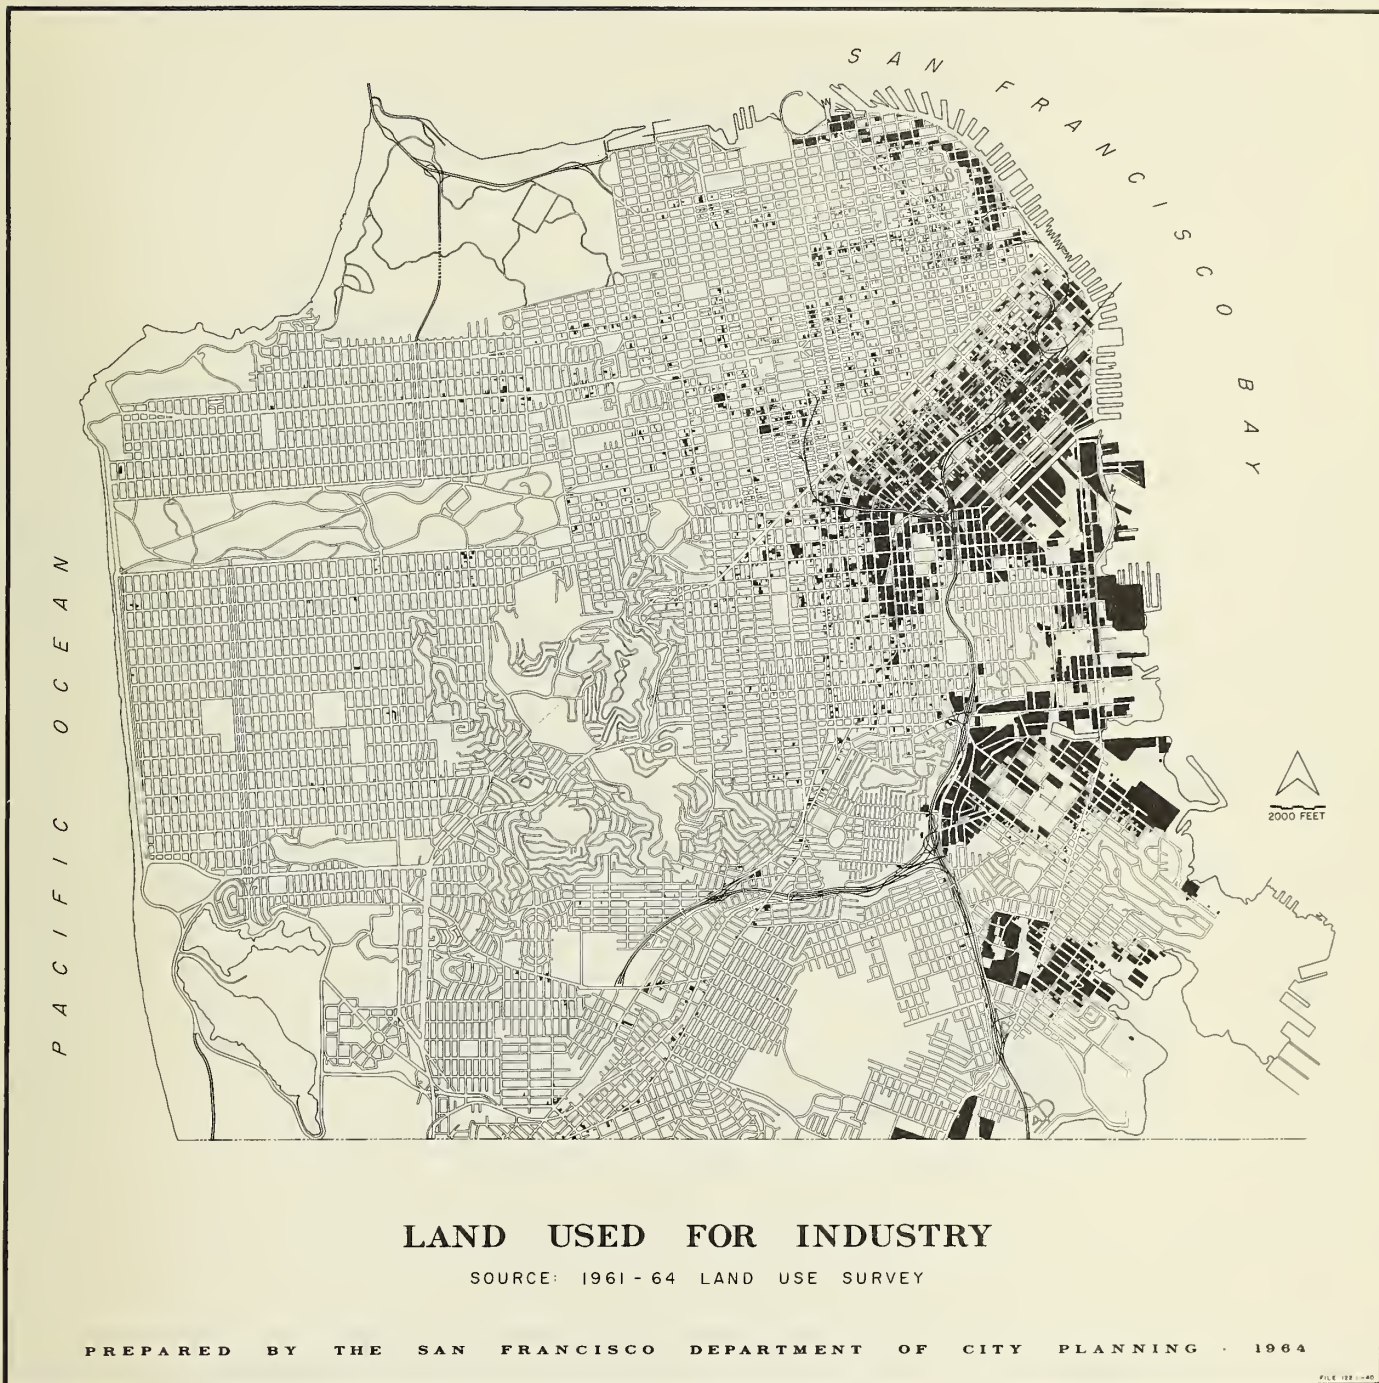 SAN FRANCISCO BAY
PACIFIC OCEAN
2000 FEET
LAND USED FOR INDUSTRY
SOURCE: 1961-64 LAND USE SURVEY
PREPARED BY THE SAN FRANCISCO DEPARTMENT OF CITY PLANNING · 1964